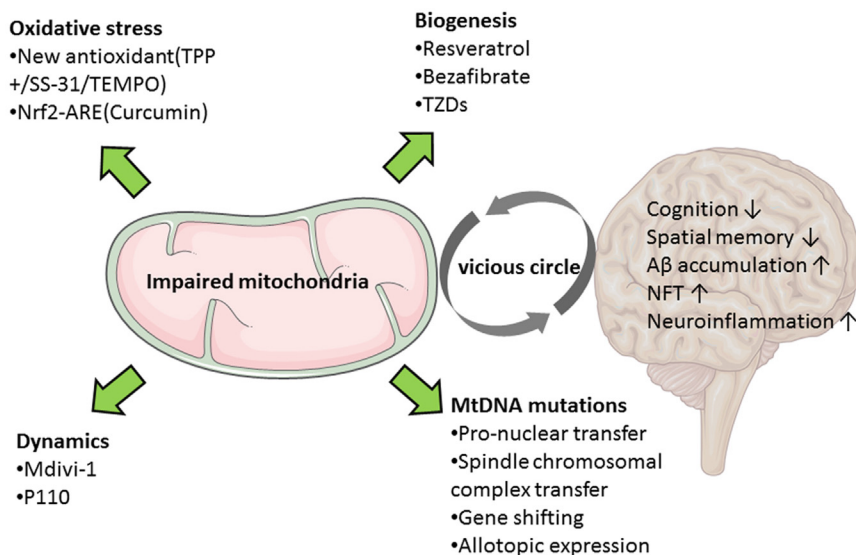 Oxidative stress
•New antioxidant(TPP
+/SS-31/TEMPO)
•Nrf2-ARE(Curcumin)
Biogenesis
•Resveratrol
•Bezafibrate
•TZDs
Impaired mitochondria
vicious circle
Cognition ↓
Spatial memory ↓
Aβ accumulation ↑
NFT ↑
Neuroinflammation ↑
Dynamics
•Mdivi-1
•P110
MtDNA mutations
•Pro-nuclear transfer
•Spindle chromosomal
complex transfer
•Gene shifting
•Allotopic expression